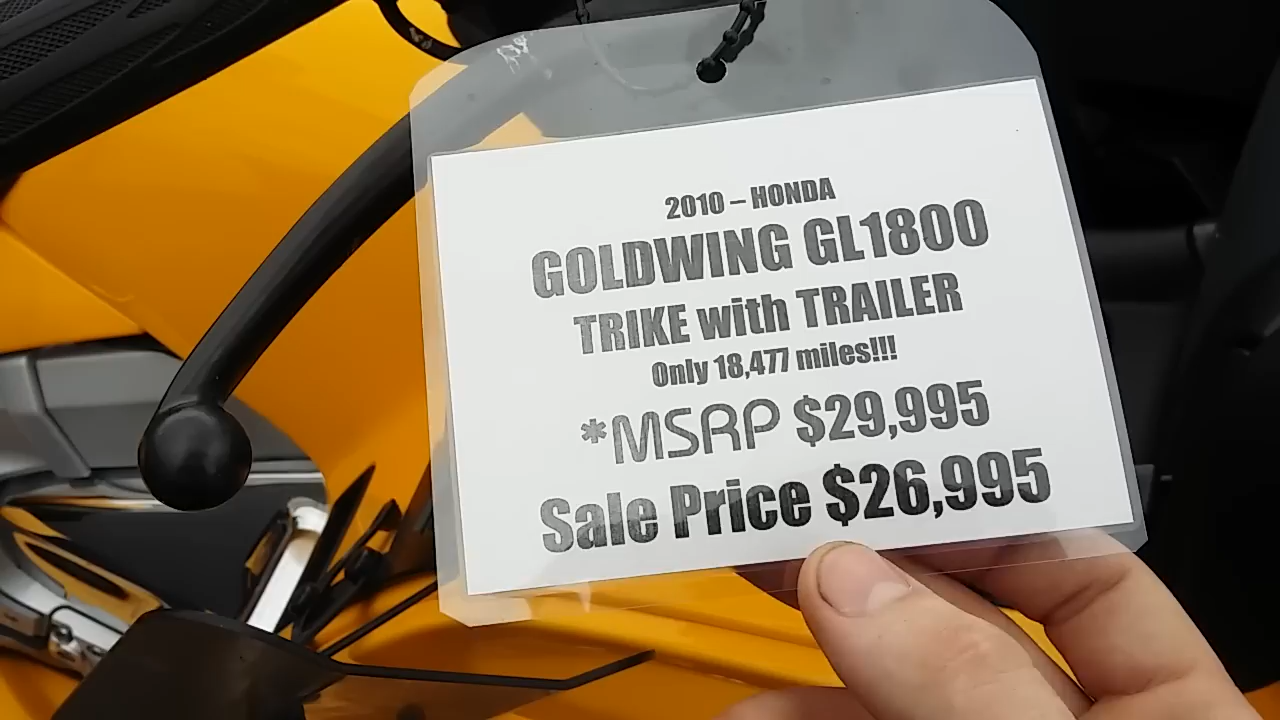 2010 – HONDA
GOLDWING GL1800
TRIKE with TRAILER
Only 18,477 miles!!!
*MSRP $29,995
Sale Price $26,995